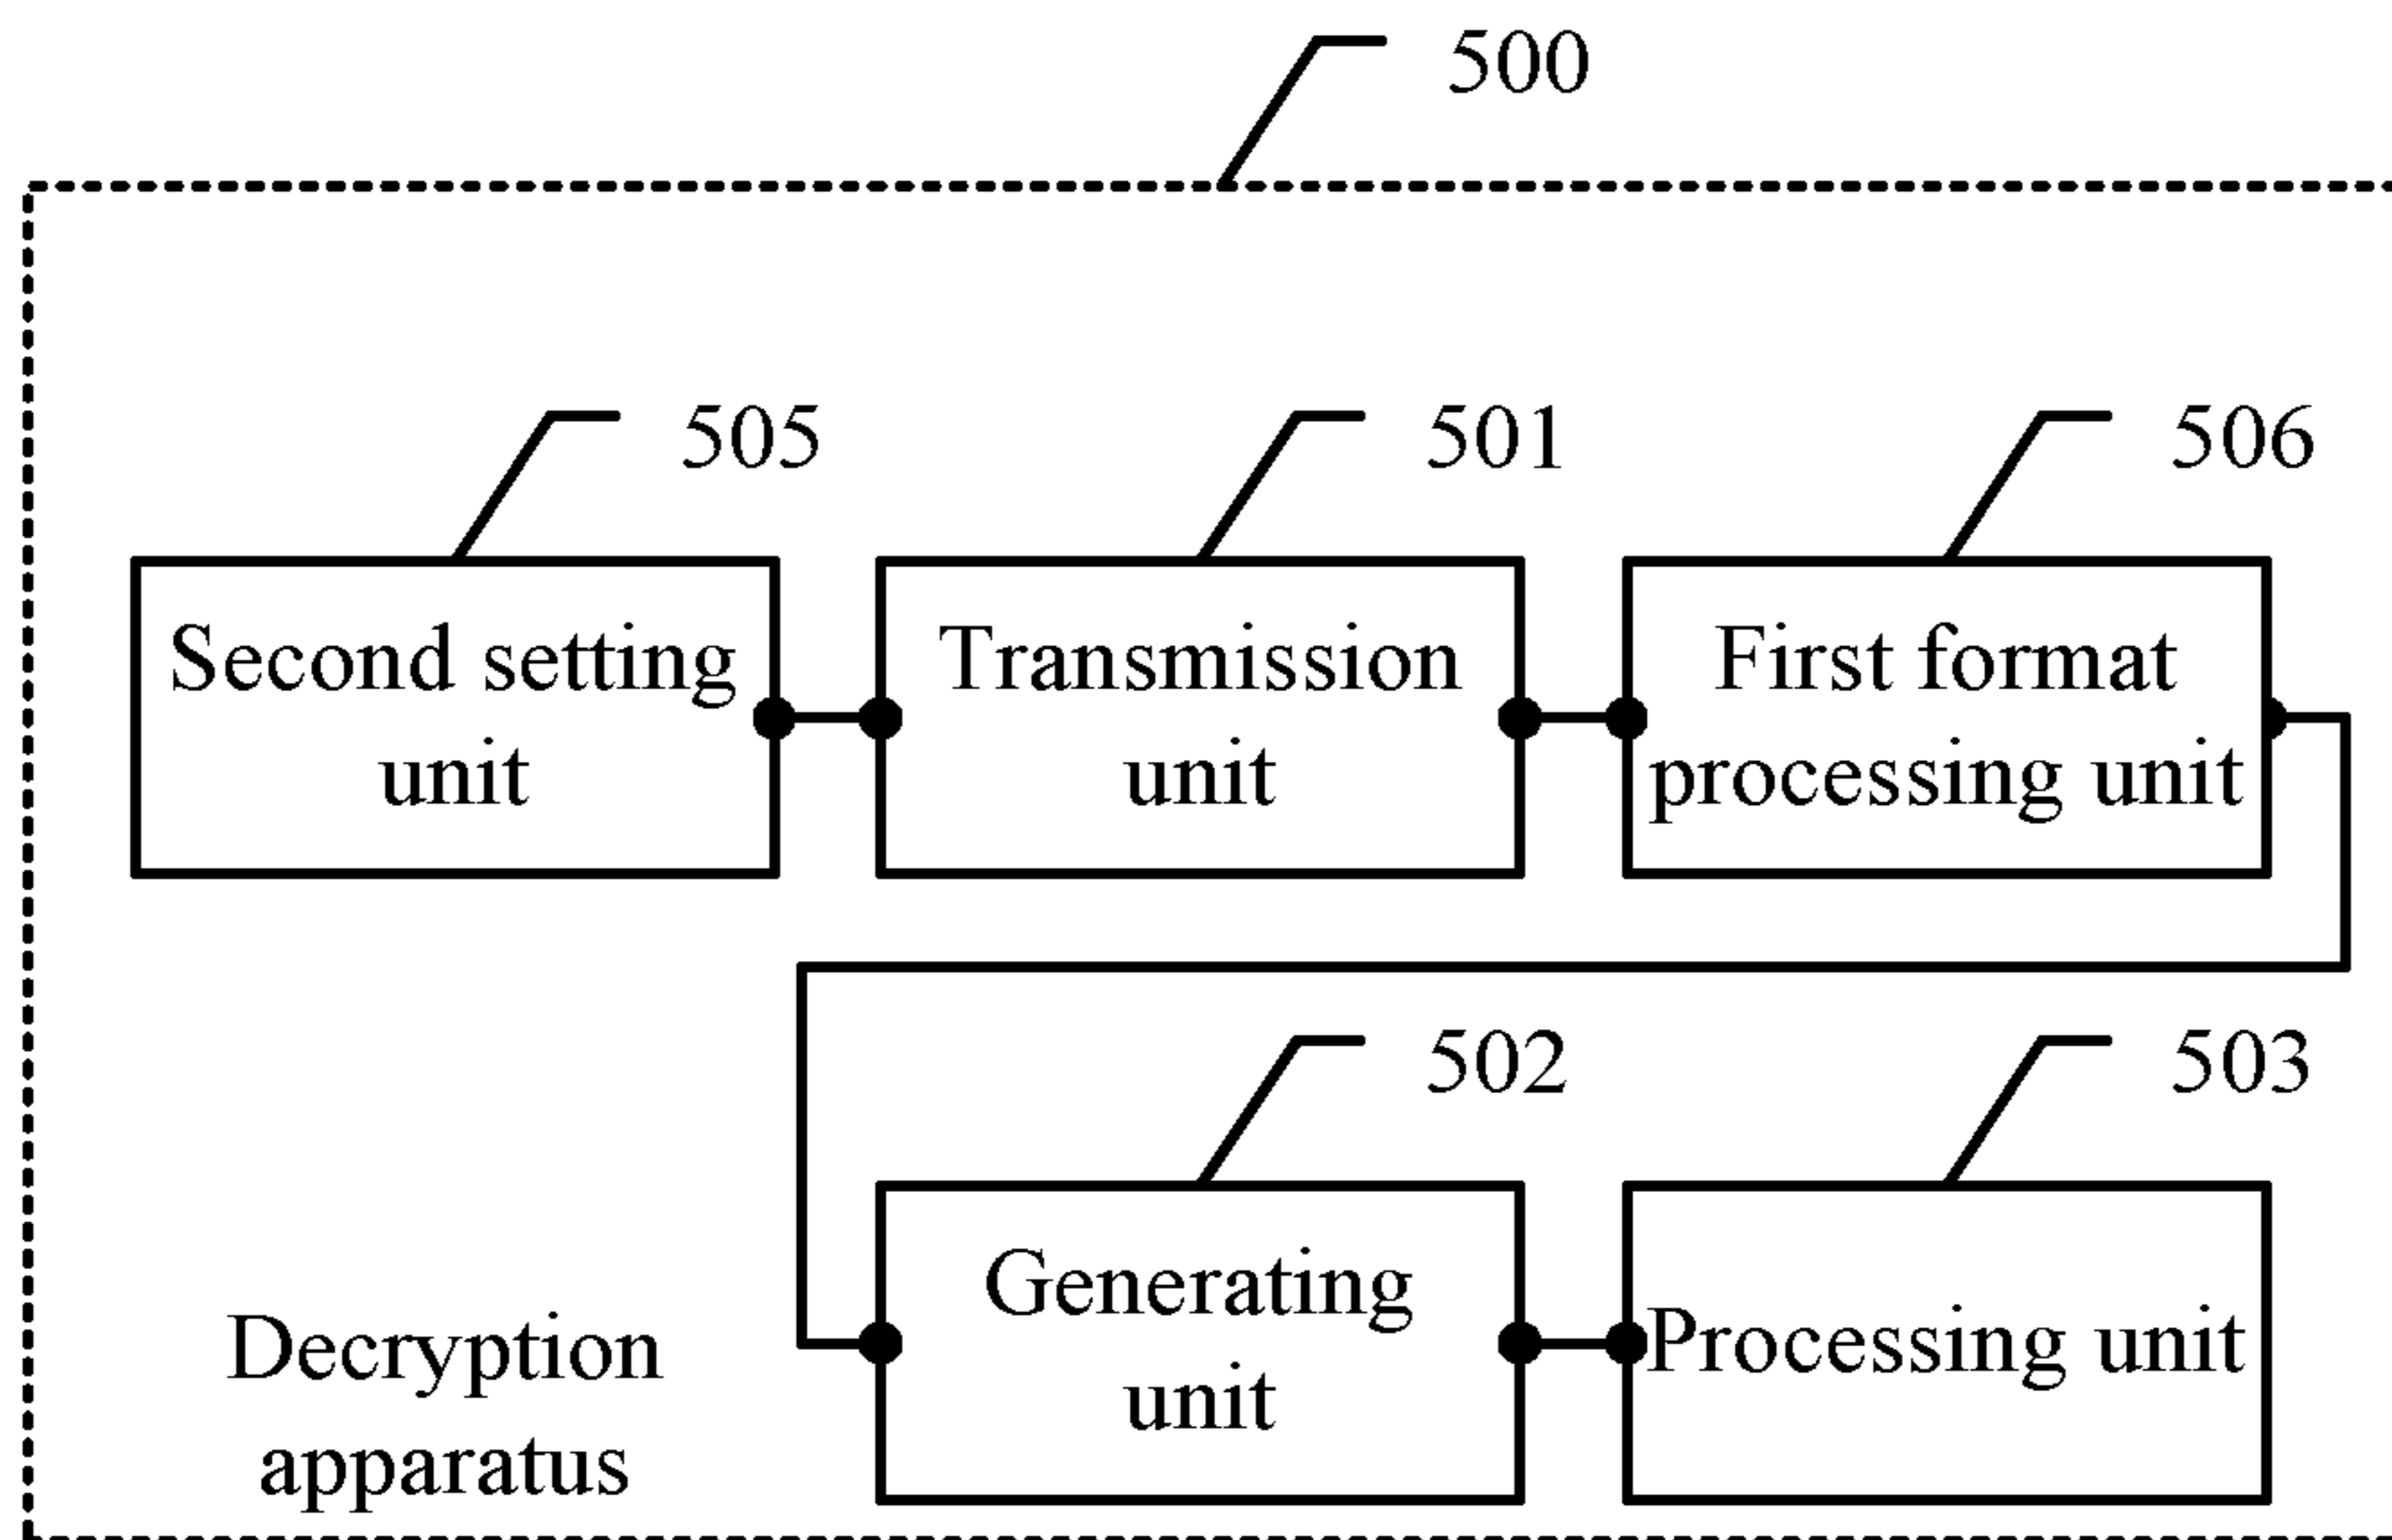 500
505
501
506
Second setting
unit
Transmission
unit
First format
processing unit
502
503
Generating
unit
Processing unit
Decryption
apparatus